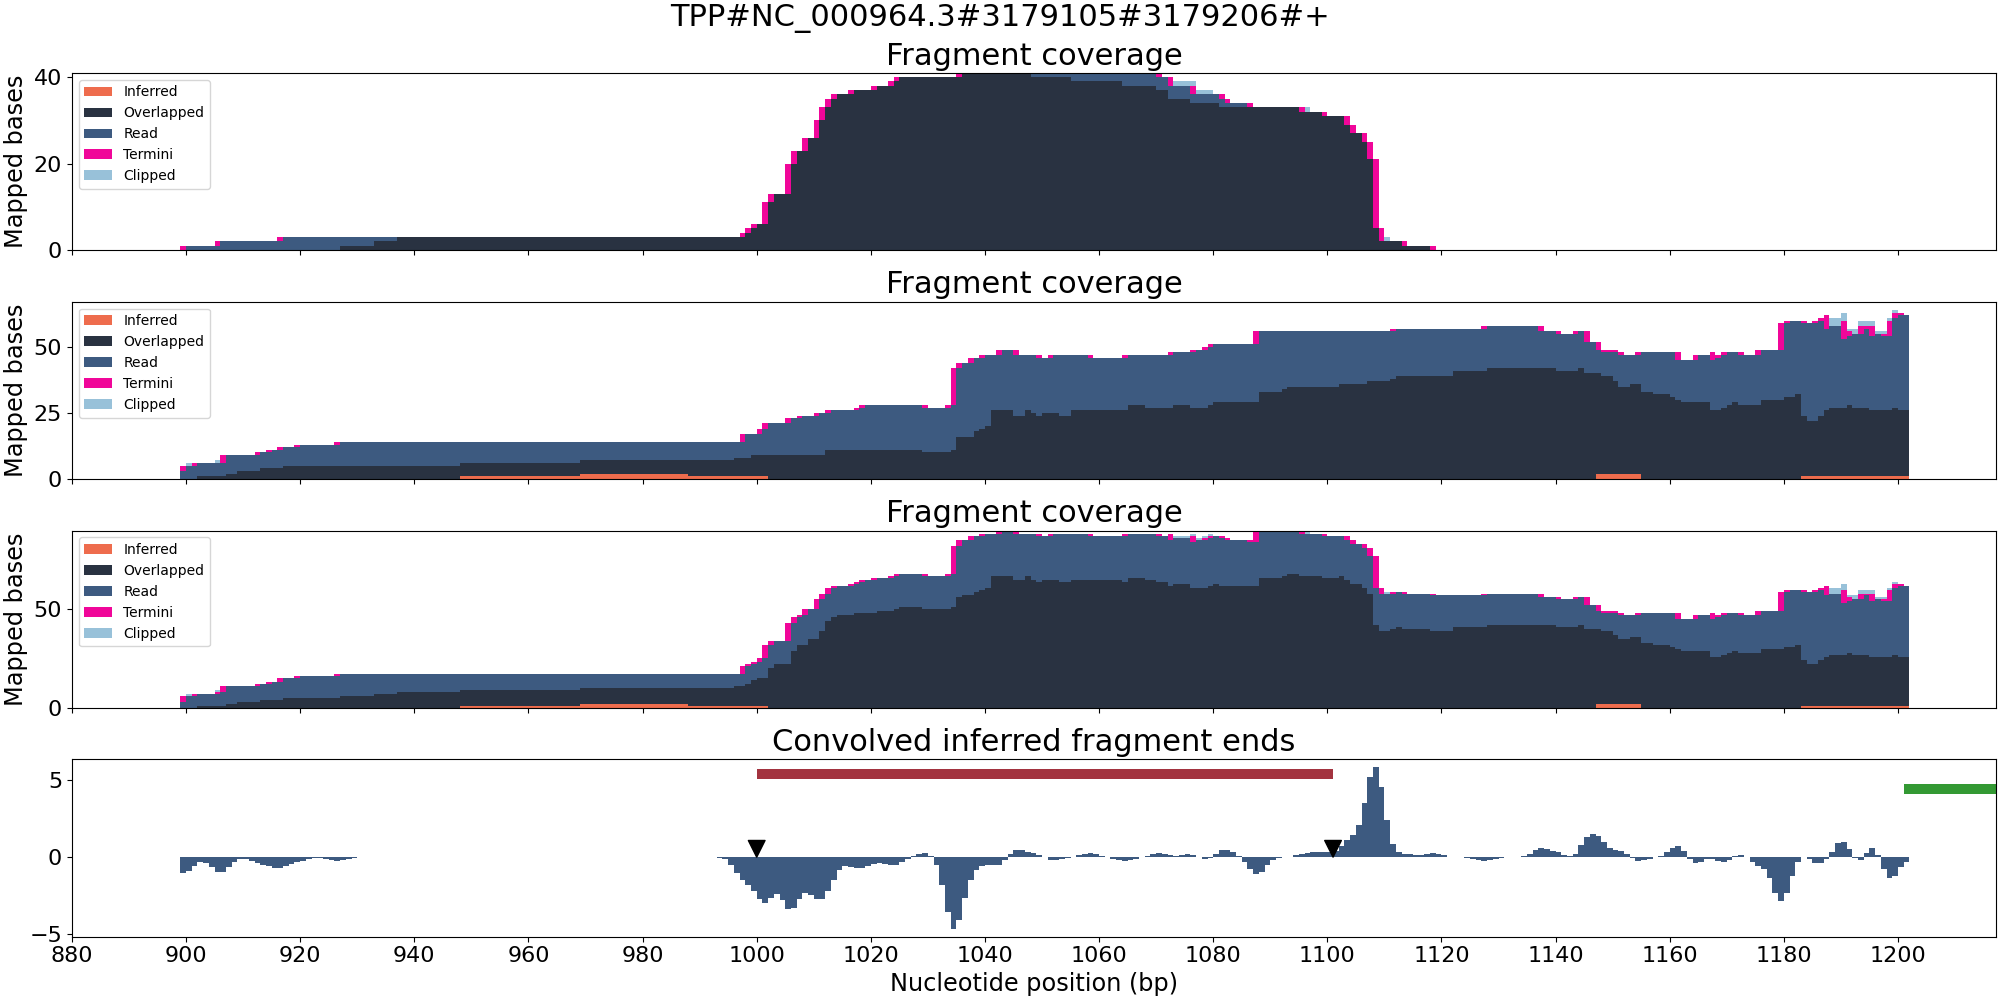 TPP#NC_000964.3#3179105#3179206#+
Fragment coverage
Mapped bases
40
20
0
Inferred
Overlapped
Read
Termini
Clipped
Fragment coverage
Mapped bases
50
25
0
Inferred
Overlapped
Read
Termini
Clipped
Fragment coverage
Mapped bases
50
0
Inferred
Overlapped
Read
Termini
Clipped
Convolved inferred fragment ends
5
0
−5
880 900 920 940 960 980 1000 1020 1040 1060 1080 1100 1120 1140 1160 1180 1200
Nucleotide position (bp)